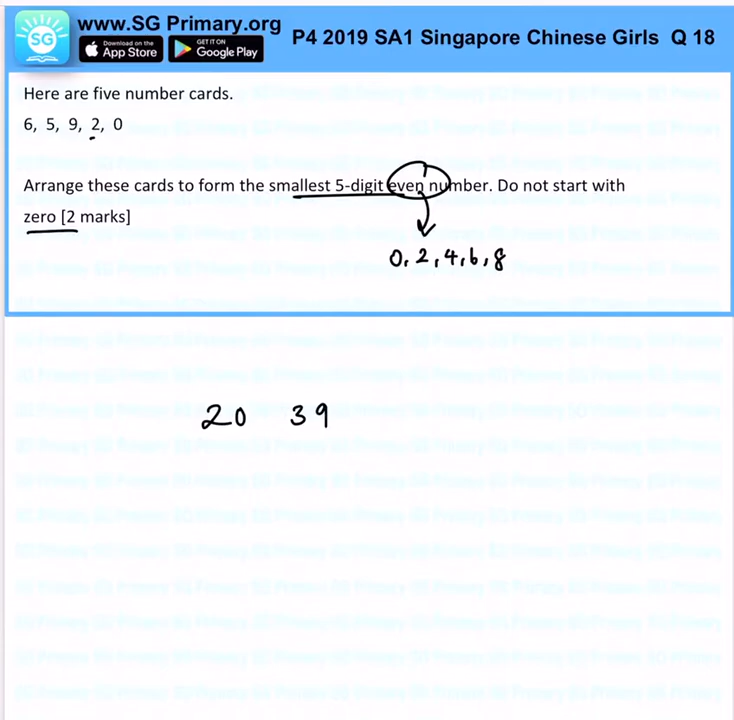 www.SG Primary.org
SG
Download on the App Store
GET IT ON Google Play
P4 2019 SA1 Singapore Chinese Girls Q 18
Here are five number cards.
6, 5, 9, 2, 0
Arrange these cards to form the smallest 5-digit even number. Do not start with
zero [2 marks]
0, 2, 4, 6, 8
20 39